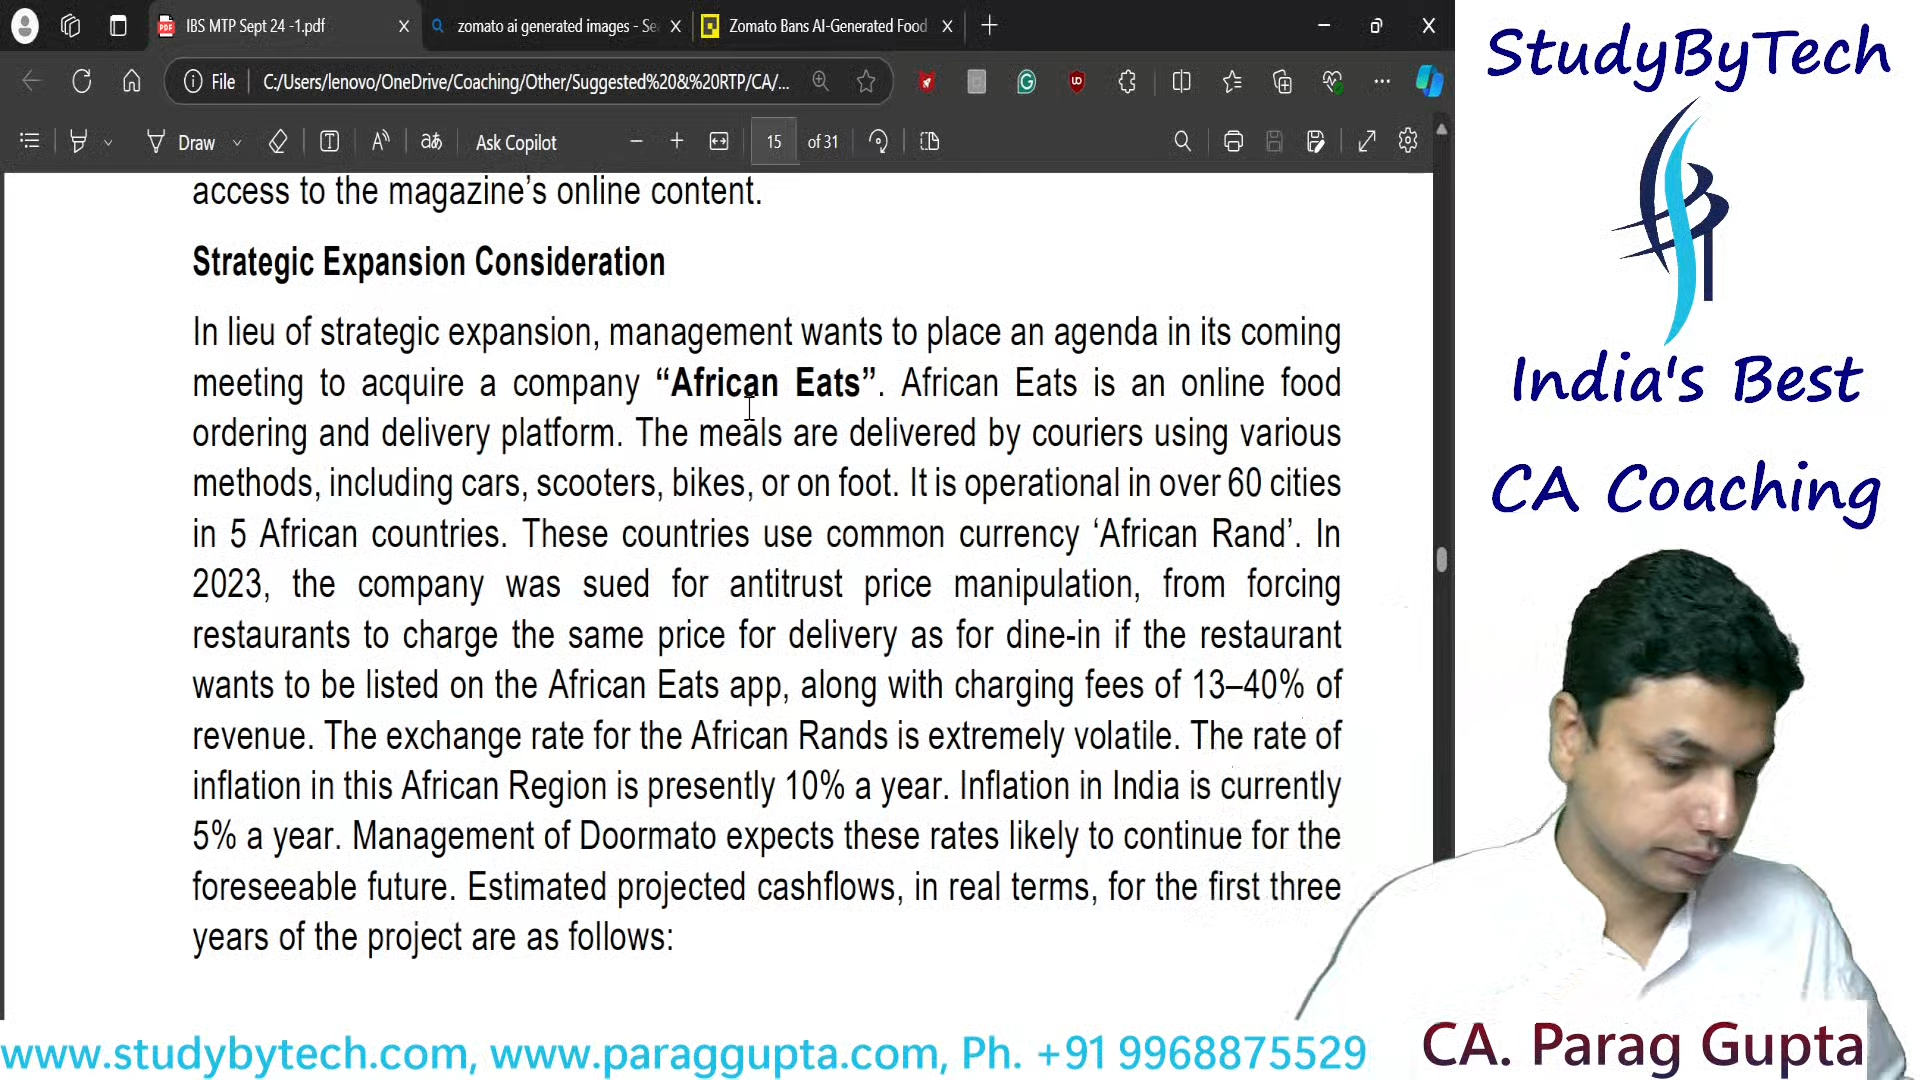 IBS MTP Sept 24 -1.pdf
zomato ai generated images - Se
Zomato Bans AI-Generated Food
File
C:/Users/lenovo/OneDrive/Coaching/Other/Suggested%20&%20RTP/CA/...
Draw
Ask Copilot
15 of 31
access to the magazine’s online content.
Strategic Expansion Consideration
In lieu of strategic expansion, management wants to place an agenda in its coming
meeting to acquire a company “African Eats”. African Eats is an online food
ordering and delivery platform. The meals are delivered by couriers using various
methods, including cars, scooters, bikes, or on foot. It is operational in over 60 cities
in 5 African countries. These countries use common currency ‘African Rand’. In
2023, the company was sued for antitrust price manipulation, from forcing
restaurants to charge the same price for delivery as for dine-in if the restaurant
wants to be listed on the African Eats app, along with charging fees of 13–40% of
revenue. The exchange rate for the African Rands is extremely volatile. The rate of
inflation in this African Region is presently 10% a year. Inflation in India is currently
5% a year. Management of Doormato expects these rates likely to continue for the
foreseeable future. Estimated projected cashflows, in real terms, for the first three
years of the project are as follows:
StudyByTech
India's Best
CA Coaching
www.studybytech.com, www.paraggupta.com, Ph. +91 9968875529
CA. Parag Gupta